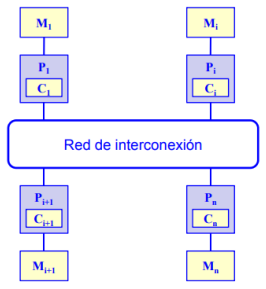 M₁ Mᵢ
P₁ Pᵢ
C₁ Cᵢ
Red de interconexión
Pᵢ₊₁ Pₙ
Cᵢ₊₁ Cₙ
Mᵢ₊₁ Mₙ